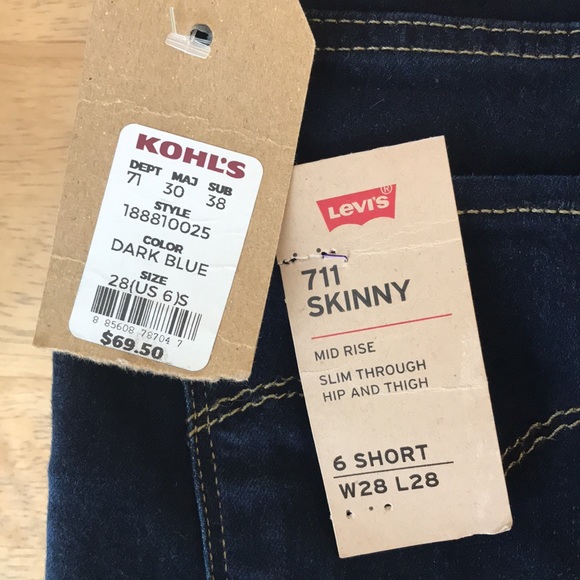 KOHL'S
DEPT MAJ SUB
71 30 38
STYLE
188810025
COLOR
DARK BLUE
SIZE
28(US 6)S
8 85608 78704 7
$69.50
Levi's®
711
SKINNY
MID RISE
SLIM THROUGH
HIP AND THIGH
6 SHORT
W28 L28